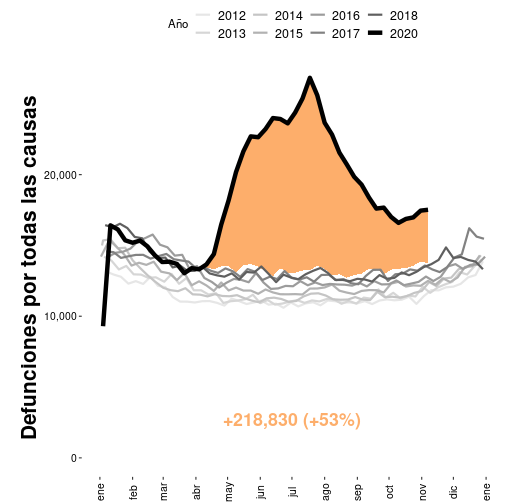 Año
2012 2014 2016 2018
2013 2015 2017 2020
Defunciones por todas las causas
20,000
10,000
0
+218,830 (+53%)
ene feb mar abr may jun jul ago sep oct nov dic ene